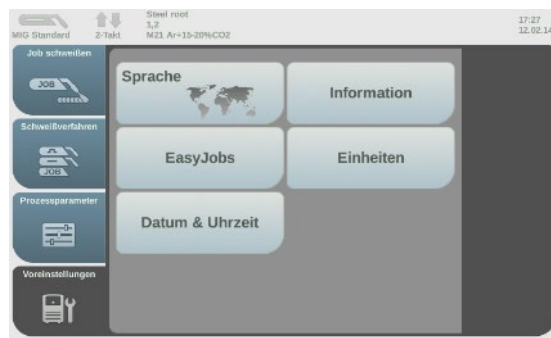 MIG Standard
2-Takt
Steel root
1,2
M21 Ar+15-20%CO2
17:27
12.02.14
Job schweißen
JOB
Schweißverfahren
JOB
Prozessparameter
Voreinstellungen
Sprache
Information
EasyJobs
Einheiten
Datum & Uhrzeit